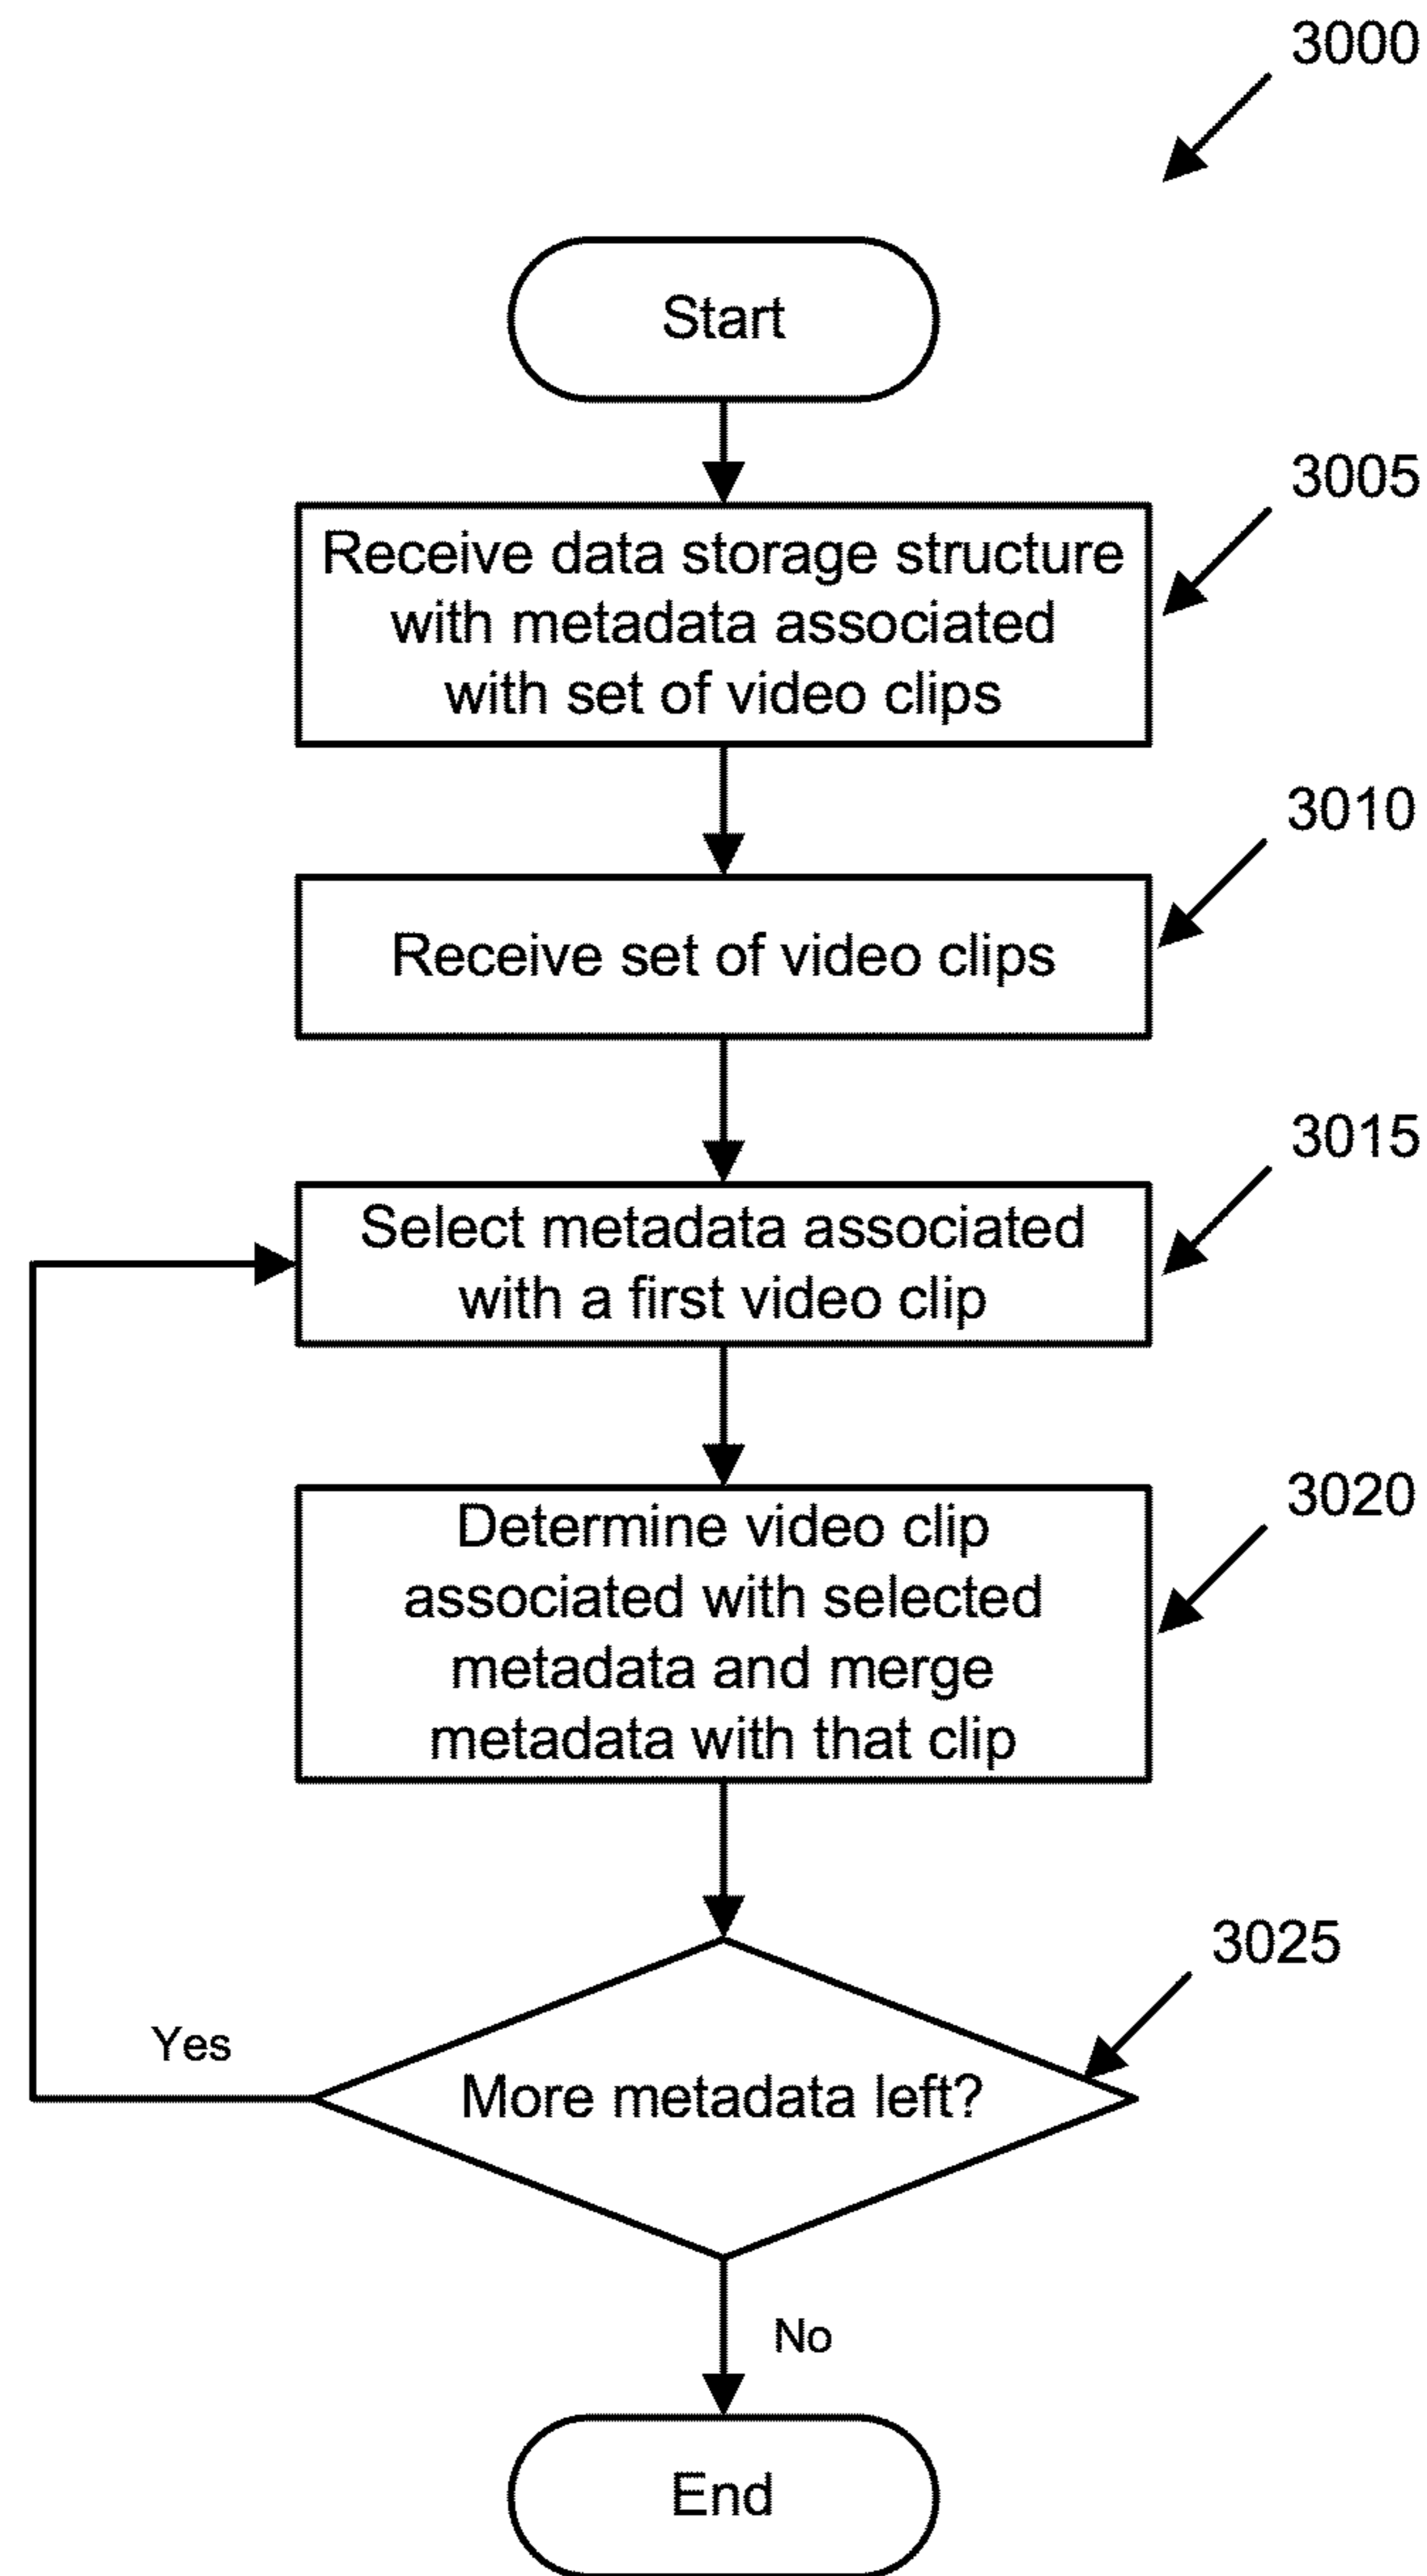 3000
Start
3005
Receive data storage structure
with metadata associated
with set of video clips
3010
Receive set of video clips
3015
Select metadata associated
with a first video clip
3020
Determine video clip
associated with selected
metadata and merge
metadata with that clip
3025
Yes
More metadata left?
No
End